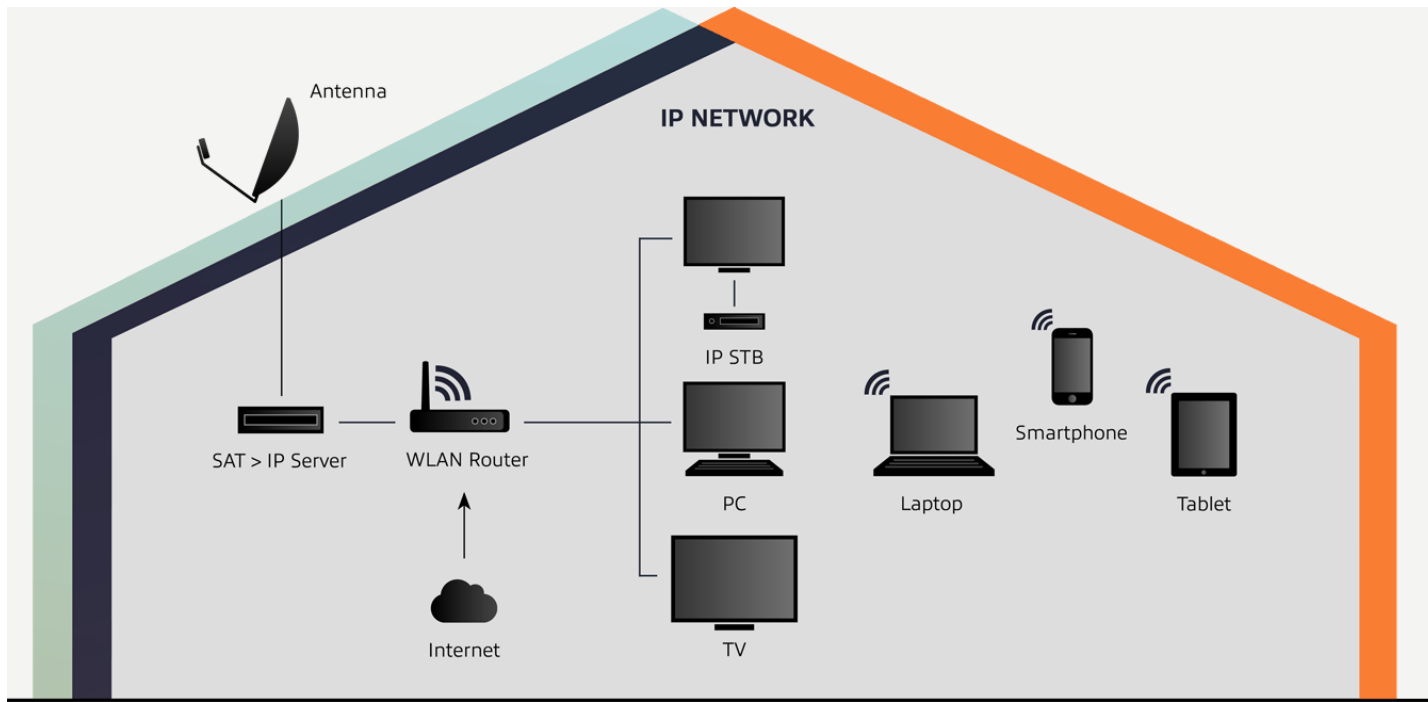 Antenna
IP NETWORK
IP STB
SAT > IP Server
WLAN Router
Smartphone
PC
Laptop
Tablet
Internet
TV